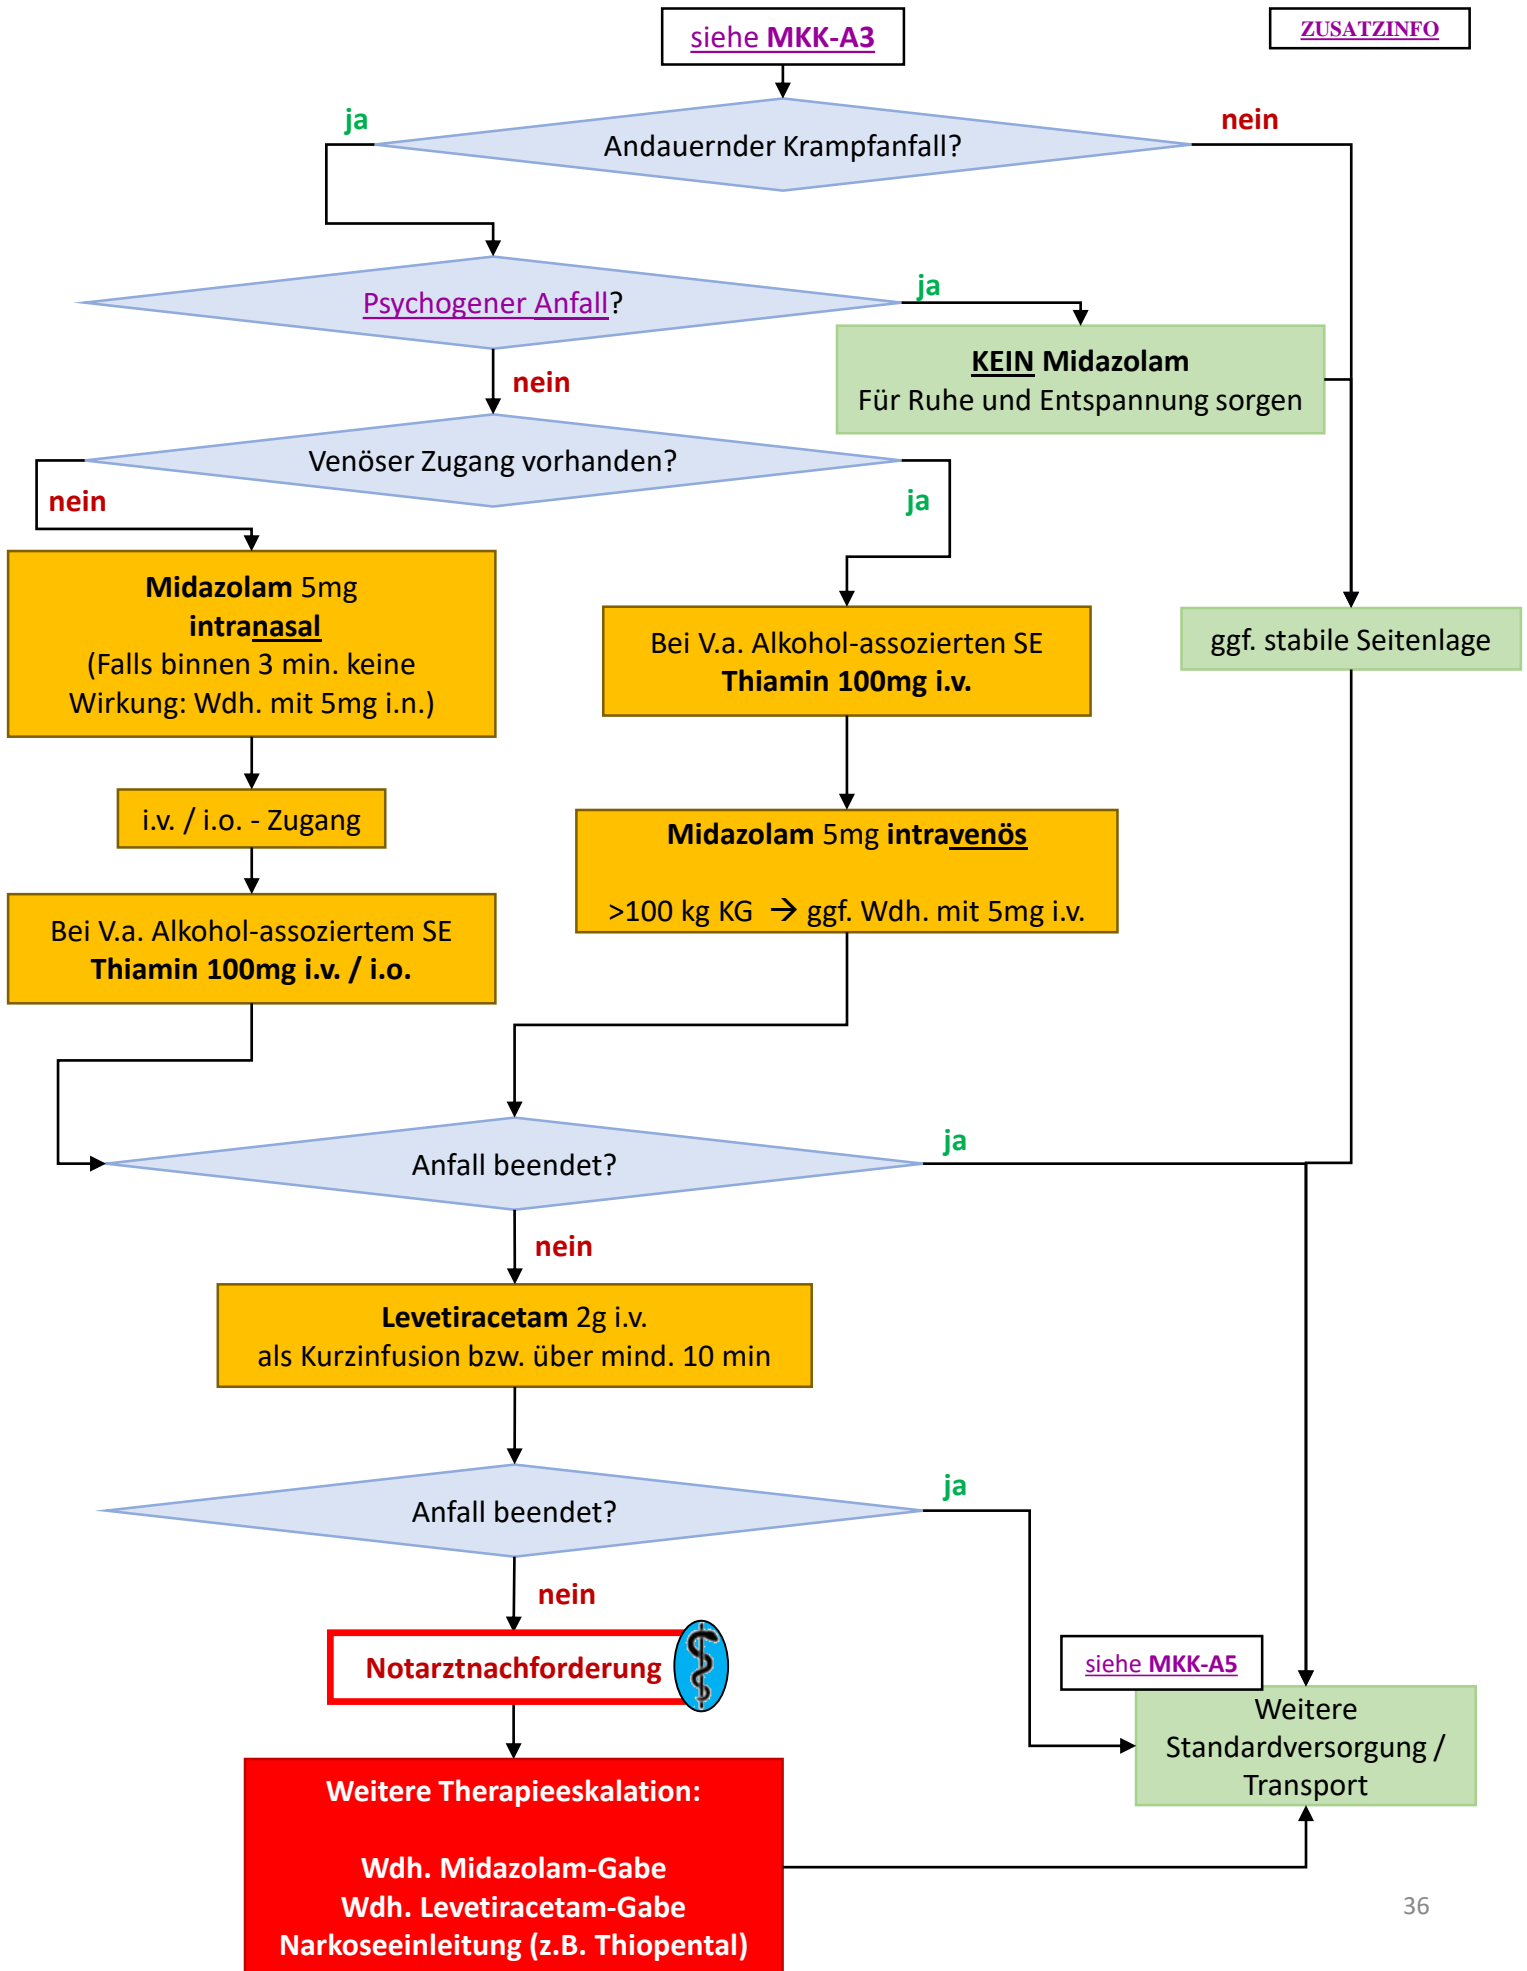 siehe MKK-A3
ZUSATZINFO
ja
nein
Andauernder Krampfanfall?
Psychogener Anfall?
ja
nein
KEIN Midazolam
Für Ruhe und Entspannung sorgen
Venöser Zugang vorhanden?
nein
ja
Midazolam 5mg
intranasal
(Falls binnen 3 min. keine
Wirkung: Wdh. mit 5mg i.n.)
Bei V.a. Alkohol-assozierten SE
Thiamin 100mg i.v.
ggf. stabile Seitenlage
i.v. / i.o. - Zugang
Midazolam 5mg intravenös
>100 kg KG → ggf. Wdh. mit 5mg i.v.
Bei V.a. Alkohol-assoziertem SE
Thiamin 100mg i.v. / i.o.
Anfall beendet?
ja
nein
Levetiracetam 2g i.v.
als Kurzinfusion bzw. über mind. 10 min
Anfall beendet?
ja
nein
Notarztnachforderung
siehe MKK-A5
Weitere
Standardversorgung /
Transport
Weitere Therapieeskalation:
Wdh. Midazolam-Gabe
Wdh. Levetiracetam-Gabe
Narkoseeinleitung (z.B. Thiopental)
36